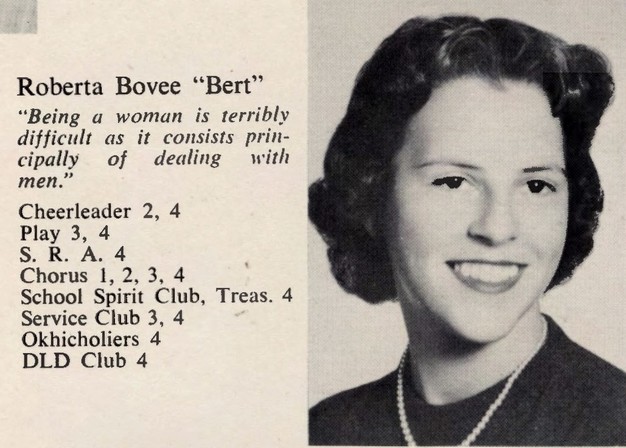 Roberta Bovee “Bert”
“Being a woman is terribly
difficult as it consists prin-
cipally of dealing with
men.”
Cheerleader 2, 4
Play 3, 4
S. R. A. 4
Chorus 1, 2, 3, 4
School Spirit Club, Treas. 4
Service Club 3, 4
Okhicholiers 4
DLD Club 4